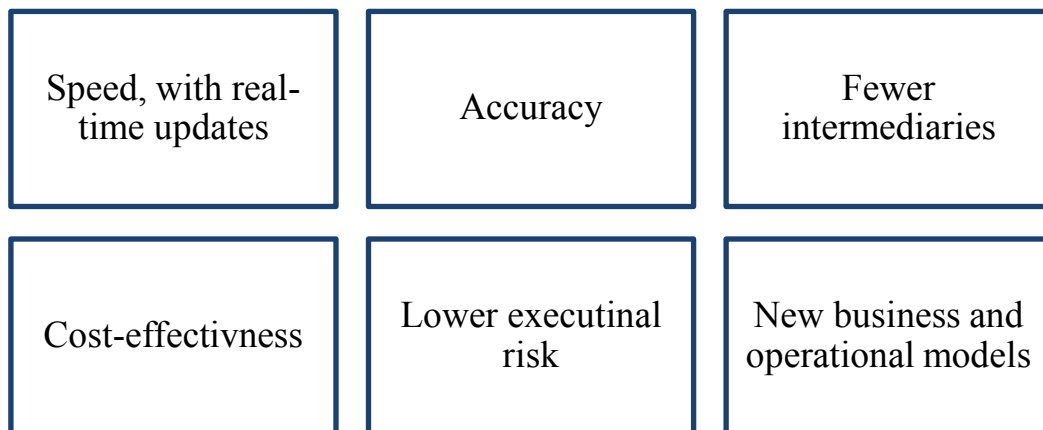 Speed, with real-
time updates
Accuracy
Fewer
intermediaries
Cost-effectivness
Lower executinal
risk
New business and
operational models